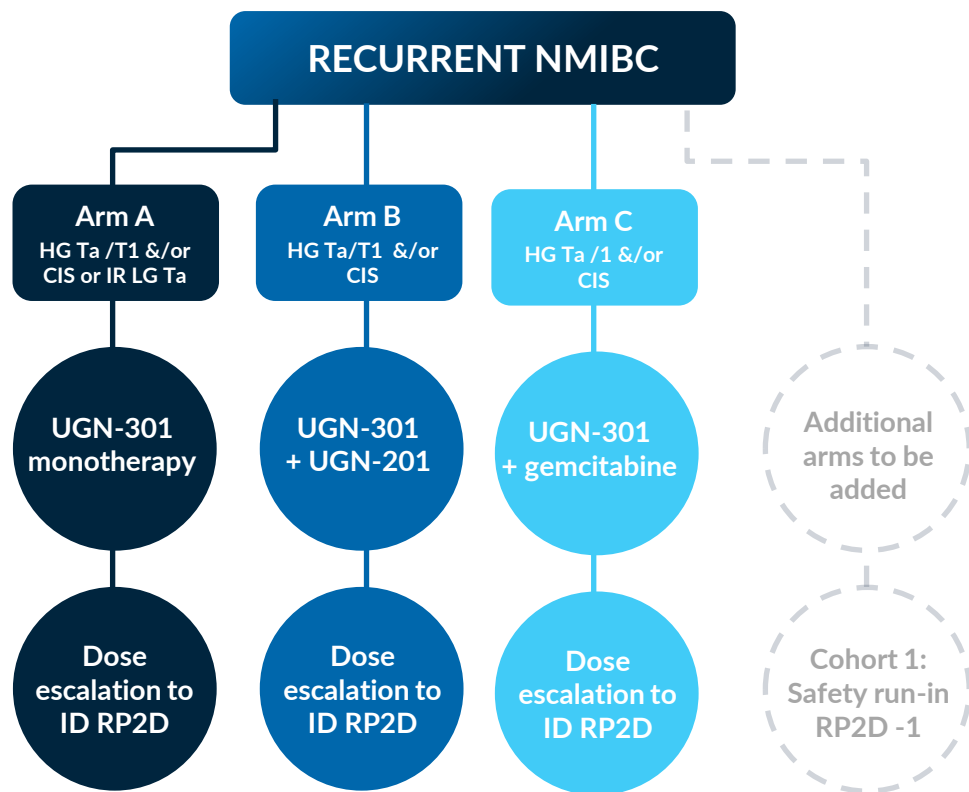 RECURRENT NMIBC
Arm A
HG Ta /T1 &/or
CIS or IR LG Ta
Arm B
HG Ta/T1 &/or
CIS
Arm C
HG Ta /1 &/or
CIS
UGN-301
monotherapy
UGN-301
+ UGN-201
UGN-301
+ gemcitabine
Additional
arms to be
added
Dose
escalation to
ID RP2D
Dose
escalation to
ID RP2D
Dose
escalation to
ID RP2D
Cohort 1:
Safety run-in
RP2D -1